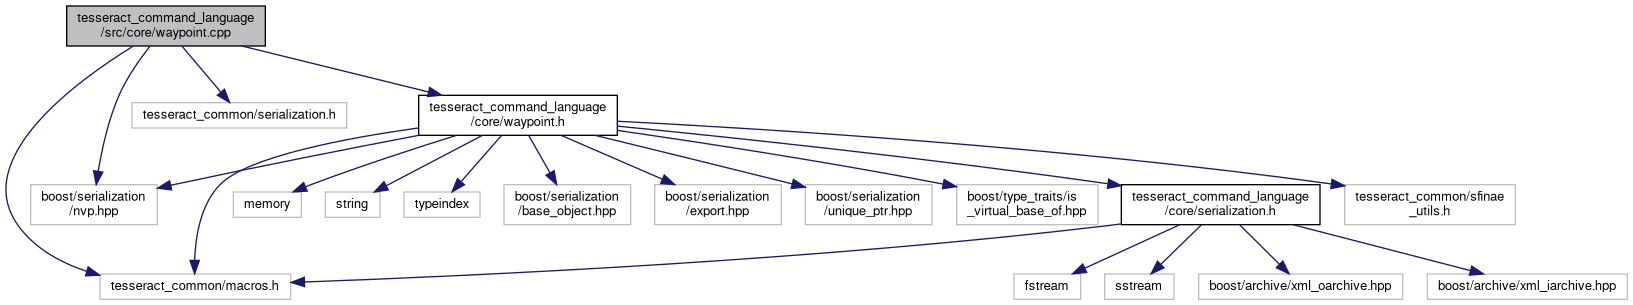 tesseract_command_language
/src/core/waypoint.cpp
tesseract_common/serialization.h
tesseract_command_language
/core/waypoint.h
boost/serialization
/nvp.hpp
memory
string
typeindex
boost/serialization
/base_object.hpp
boost/serialization
/export.hpp
boost/serialization
/unique_ptr.hpp
boost/type_traits/is
_virtual_base_of.hpp
tesseract_command_language
/core/serialization.h
tesseract_common/sfinae
_utils.h
tesseract_common/macros.h
fstream
sstream
boost/archive/xml_oarchive.hpp
boost/archive/xml_iarchive.hpp